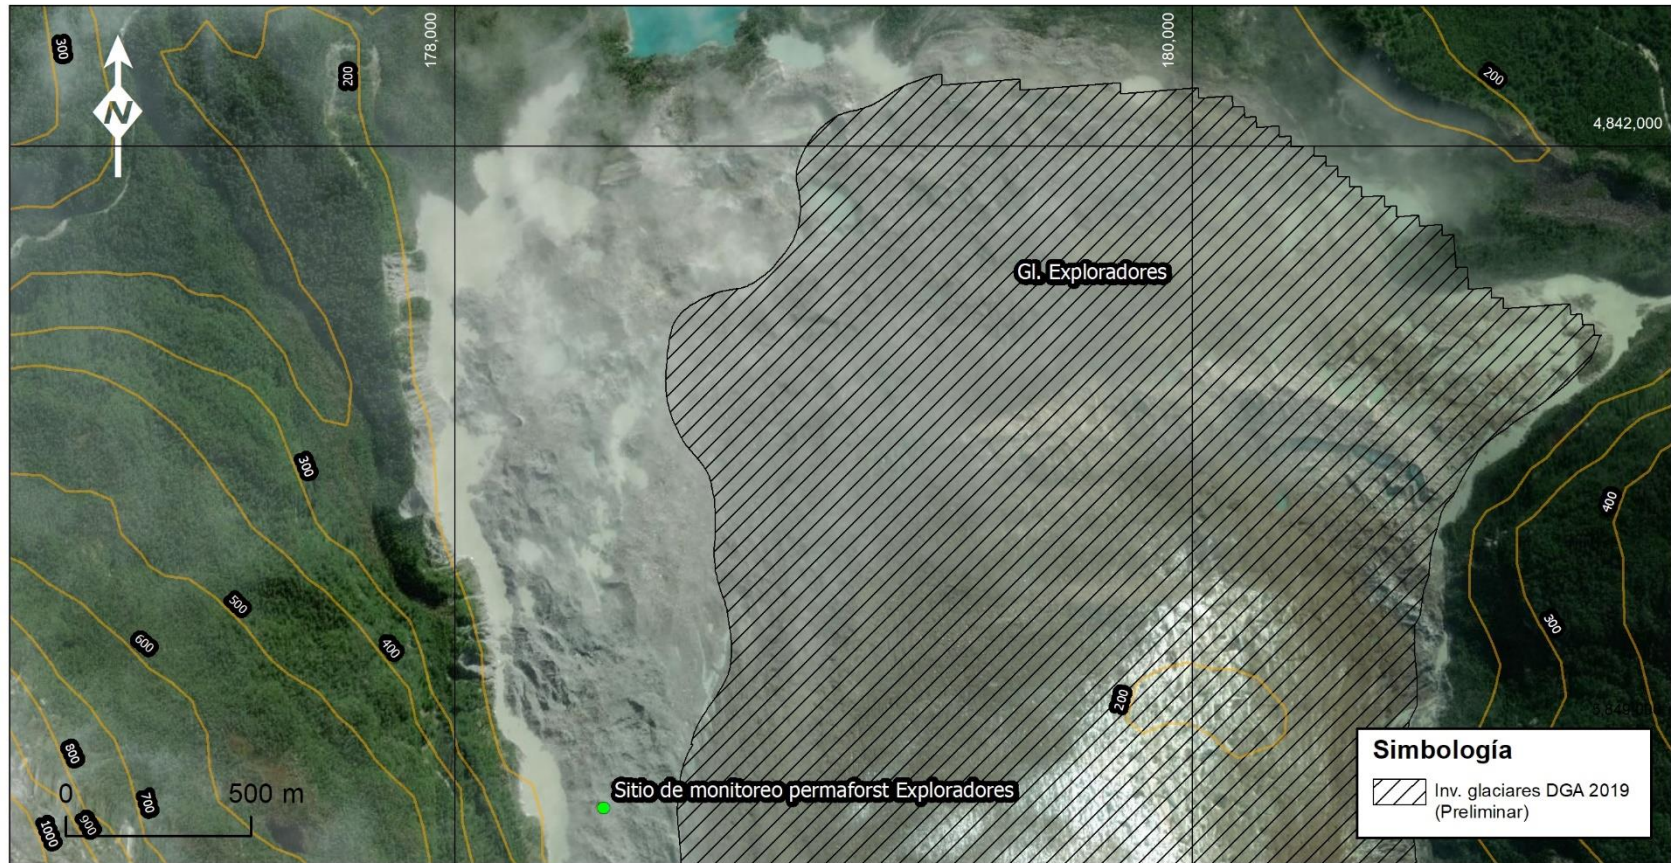 300
N
200
178,000
180,000
200
4,842,000
Gl. Exploradores
300
400
500
600
400
300
200
800
700
900
1000
0 500 m
Sitio de monitoreo permaforst Exploradores
Simbología
Inv. glaciares DGA 2019
(Preliminar)